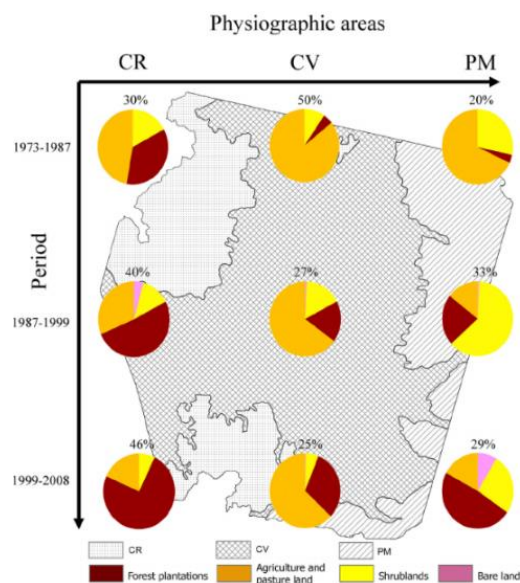 Physiographic areas
CR CV PM
30% 50% 20%
1973-1987
Period
40% 27% 33%
1987-1999
46% 25% 29%
1999-2008
CR CV PM
Forest plantations Agriculture and pasture land Shrublands Bare land